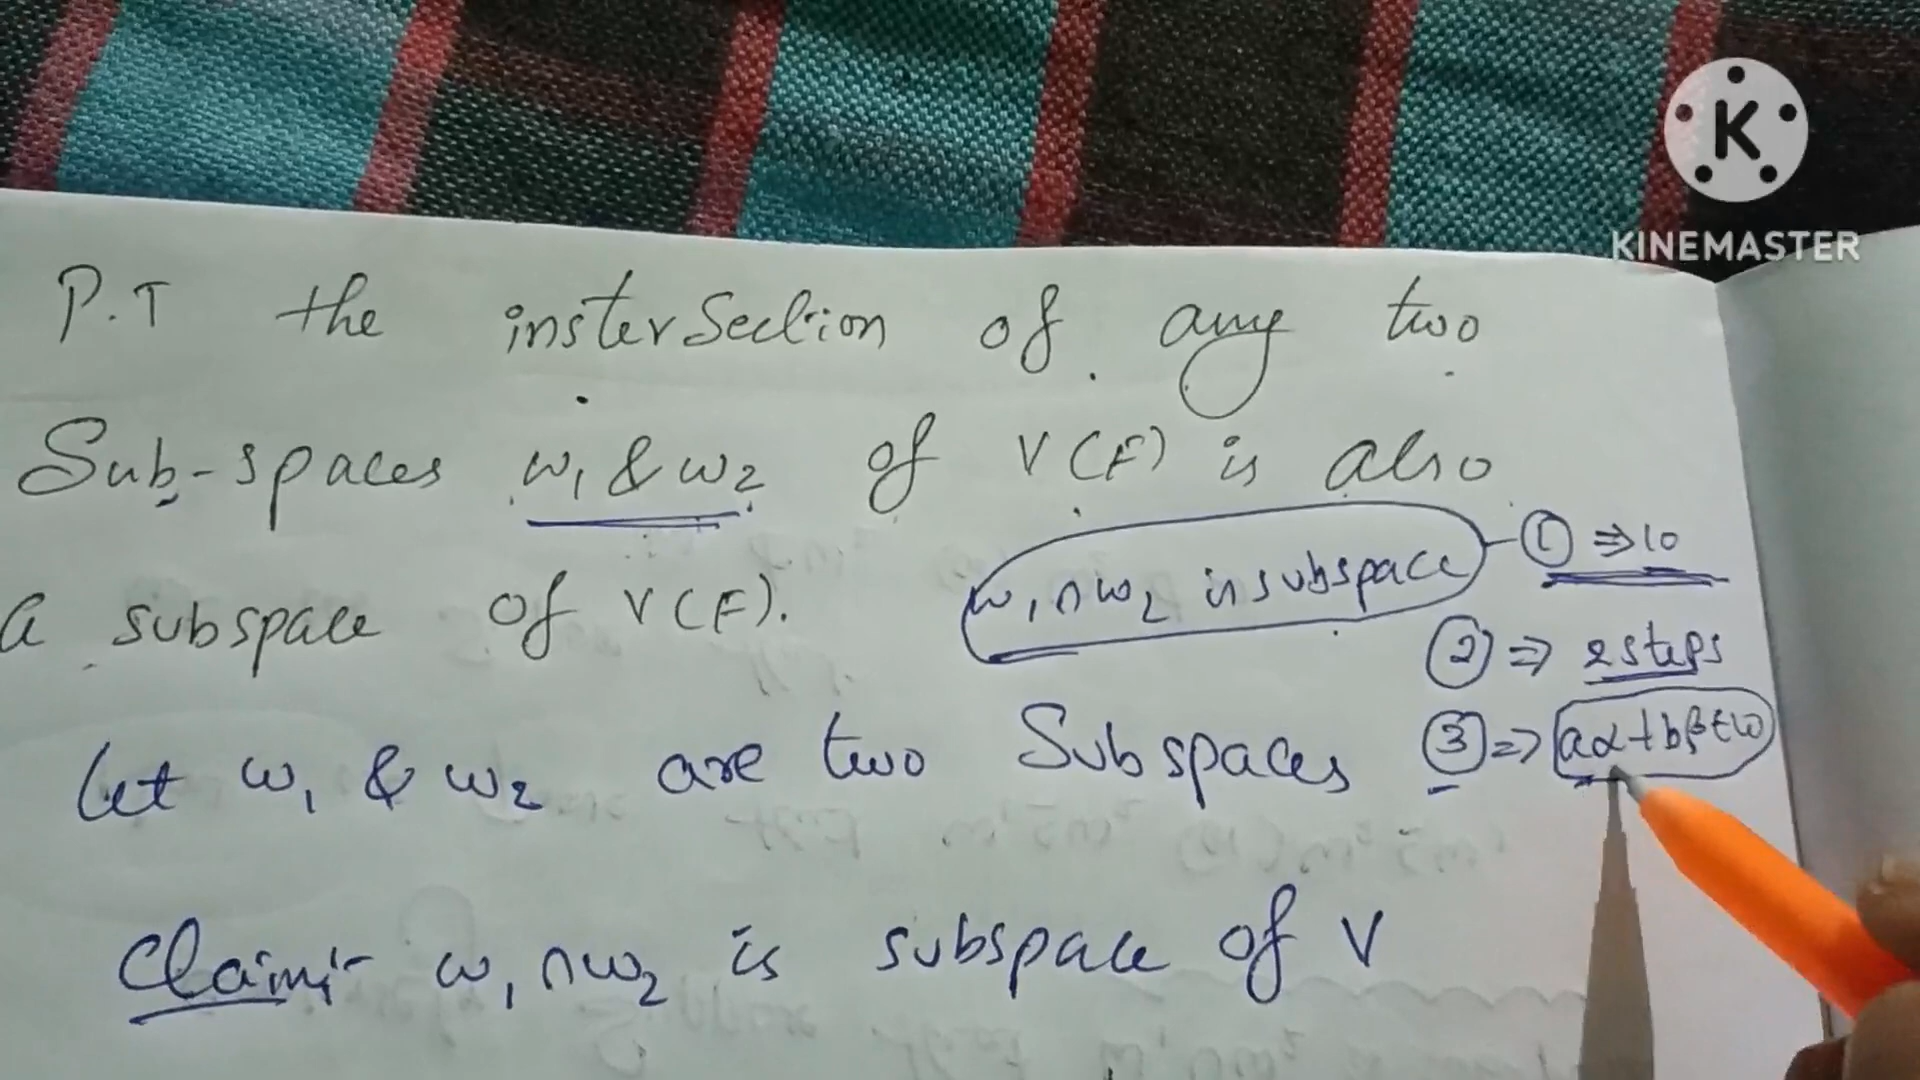 K
KINEMASTER
P.T the instersection of any two
Sub-spaces w1 & w2 of V(F) is also
a subspace of V(F).
w1 ∩ w2 is subspace - ① ⇒ 10
② ⇒ 2 steps
③ ⇒ aα+bβ∈W
Let w1 & w2 are two Subspaces
Claim:- w1 ∩ w2 is subspace of V